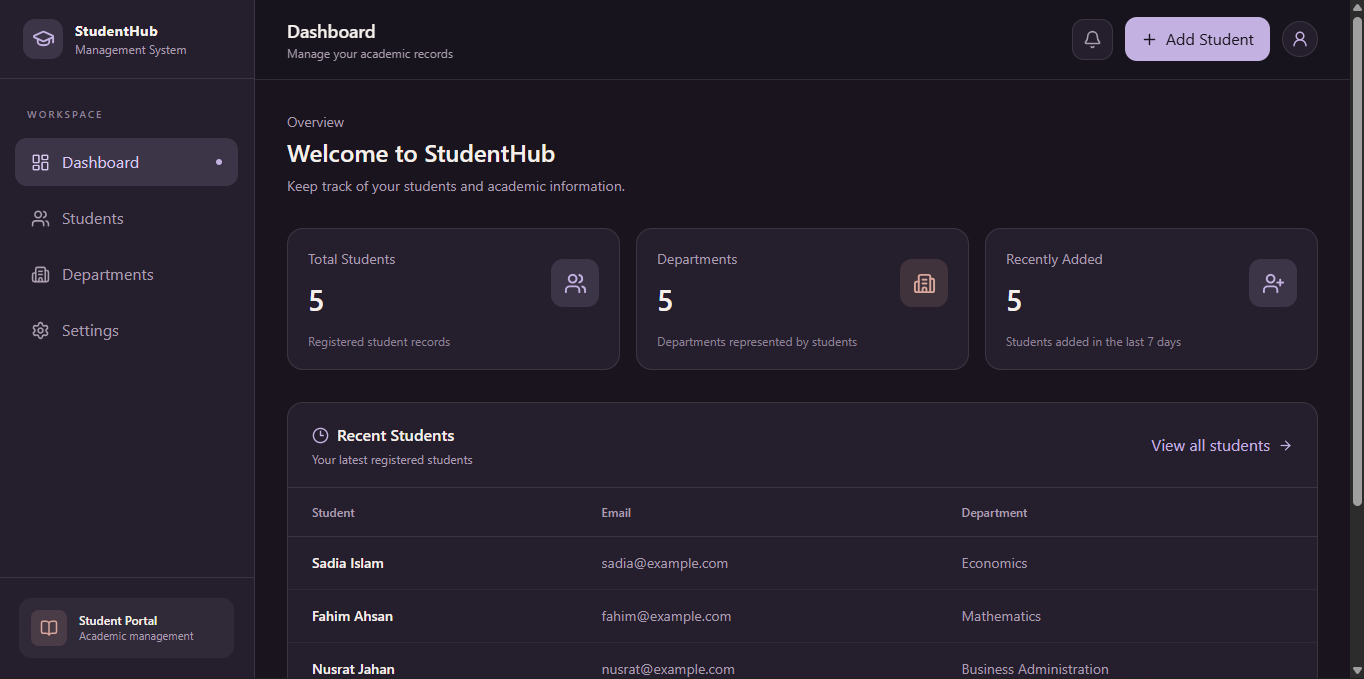 StudentHub
Management System
WORKSPACE
Dashboard
Students
Departments
Settings
Student Portal
Academic management
Dashboard
Manage your academic records
Add Student
Overview
Welcome to StudentHub
Keep track of your students and academic information.
Total Students
5
Registered student records
Departments
5
Departments represented by students
Recently Added
5
Students added in the last 7 days
Recent Students
Your latest registered students
View all students
Student Email Department
Sadia Islam sadia@example.com Economics
Fahim Ahsan fahim@example.com Mathematics
Nusrat Jahan nusrat@example.com Business Administration